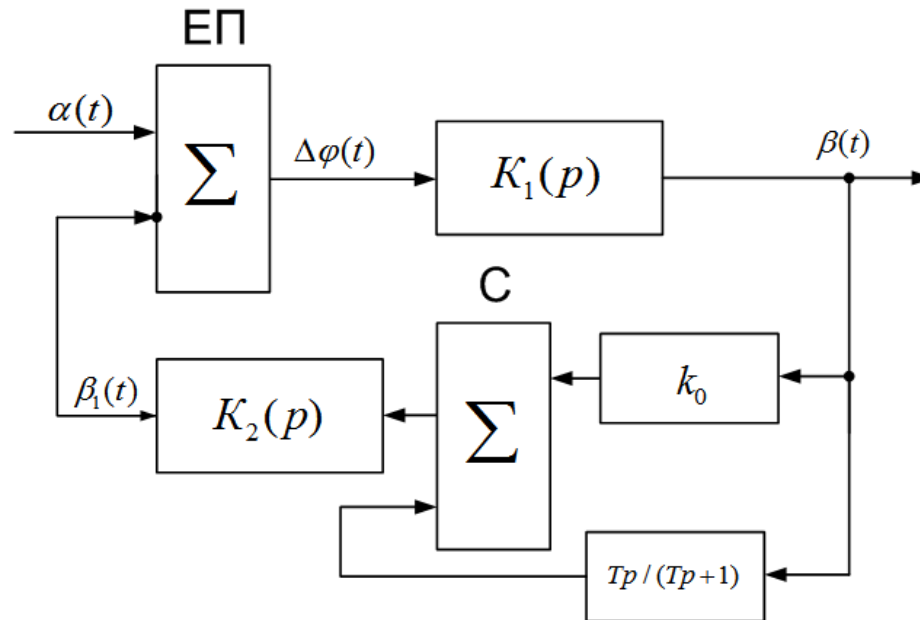 ЕП
α(t)
Σ
Δφ(t)
K₁(p)
β(t)
С
β₁(t)
K₂(p)
Σ
k₀
Tp / (Tp + 1)